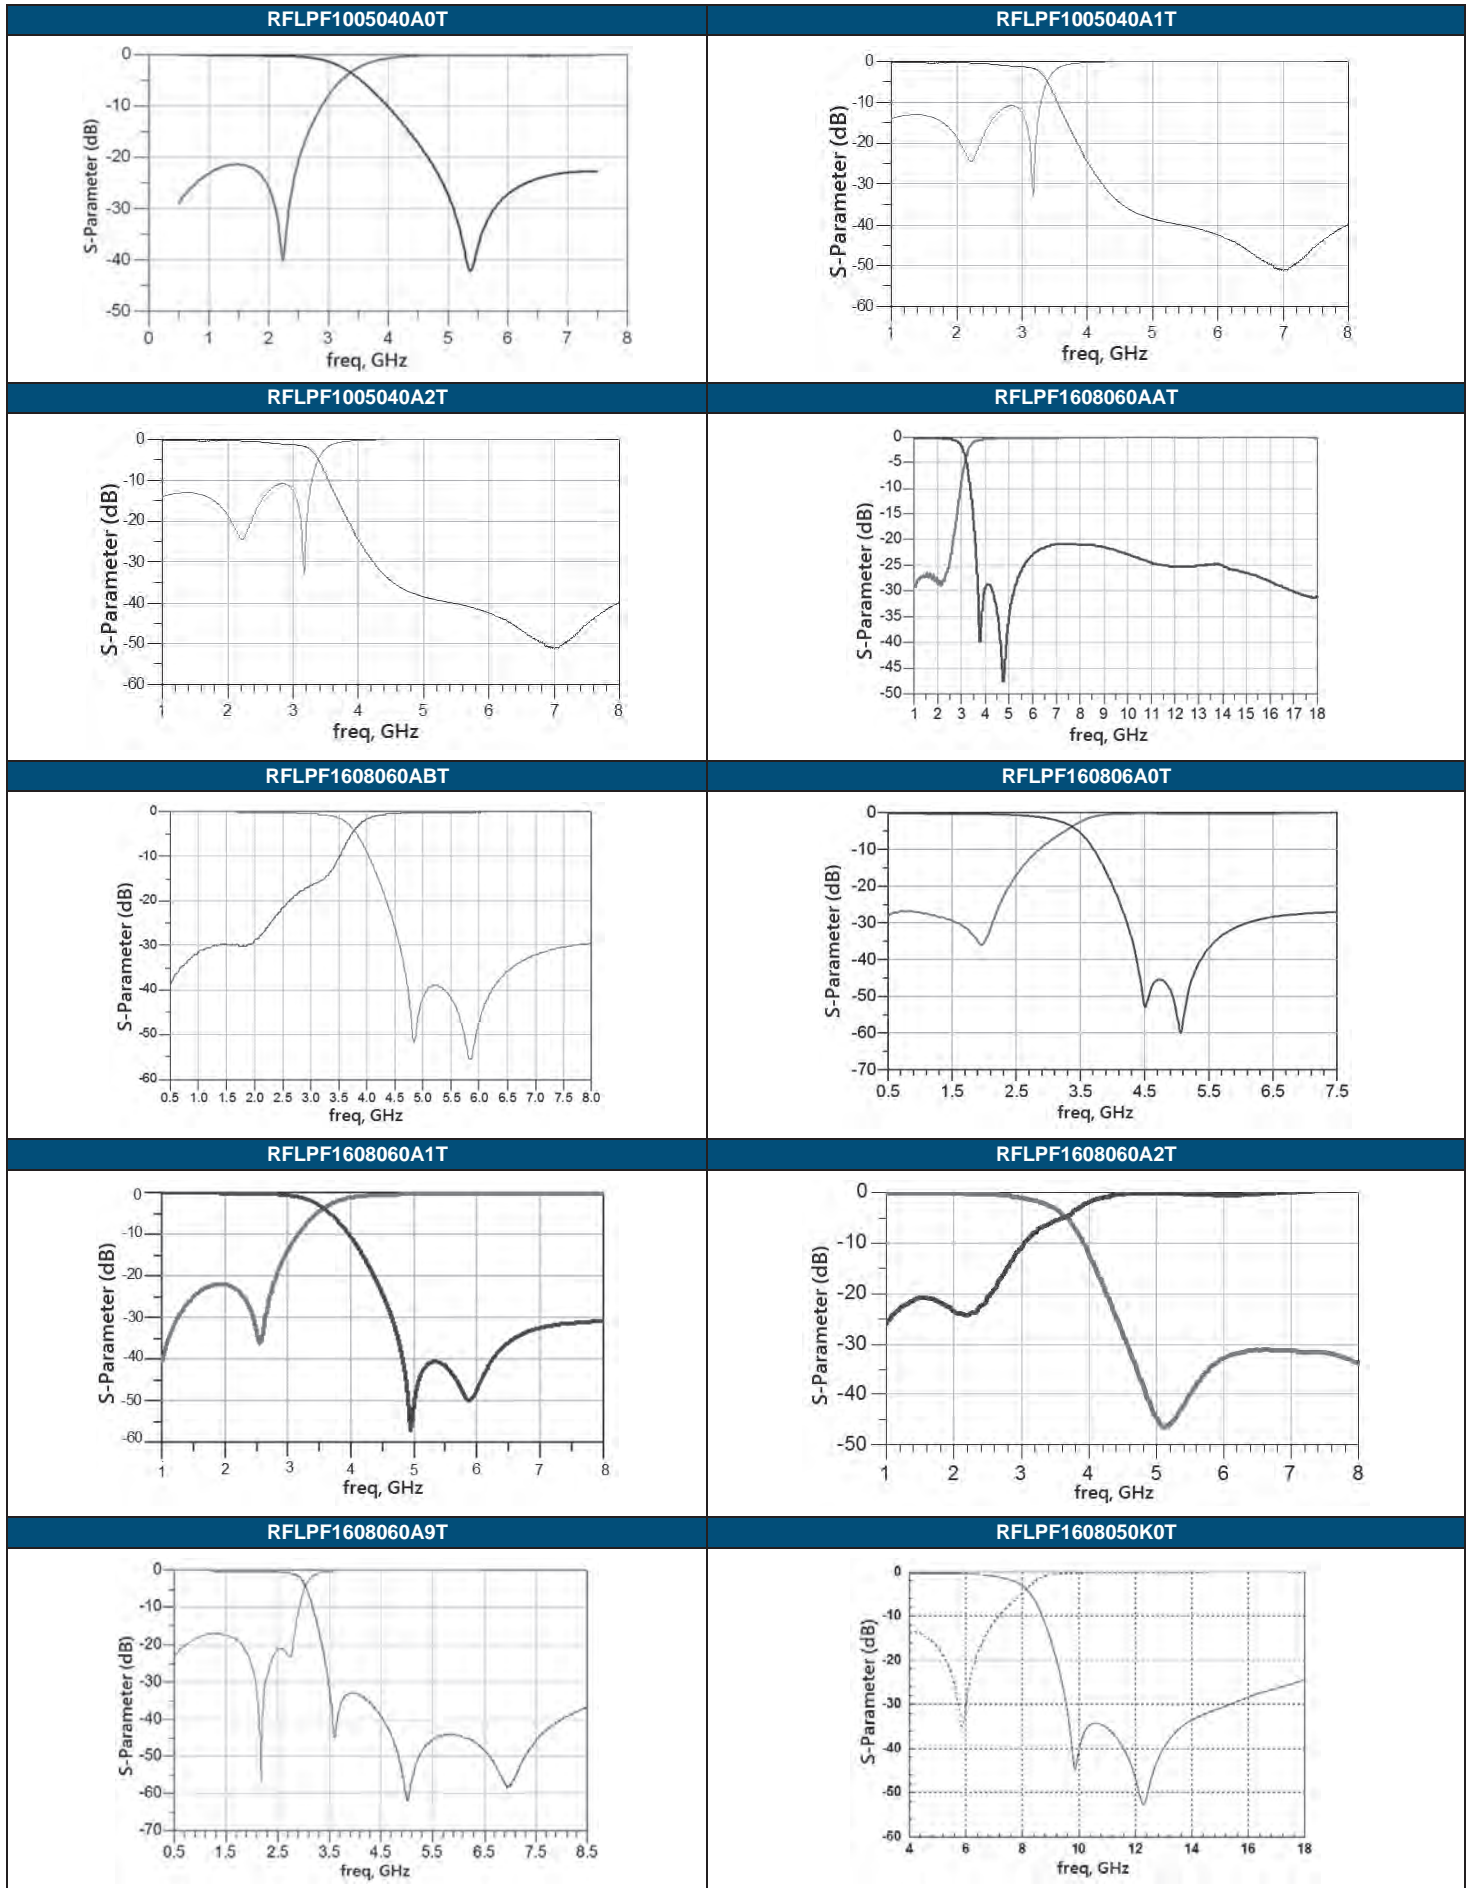 RFLPF1005040A0T
0
-10
-20
-30
-40
-50
S-Parameter (dB)
0 1 2 3 4 5 6 7 8
freq, GHz
RFLPF1005040A1T
0
-10
-20
-30
-40
-50
-60
S-Parameter (dB)
1 2 3 4 5 6 7 8
freq, GHz
RFLPF1005040A2T
0
-10
-20
-30
-40
-50
-60
S-Parameter (dB)
1 2 3 4 5 6 7 8
freq, GHz
RFLPF1608060AAT
0
-5
-10
-15
-20
-25
-30
-35
-40
-45
-50
S-Parameter (dB)
1 2 3 4 5 6 7 8 9 10 11 12 13 14 15 16 17 18
freq, GHz
RFLPF1608060ABT
0
-10
-20
-30
-40
-50
-60
S-Parameter (dB)
0.5 1.0 1.5 2.0 2.5 3.0 3.5 4.0 4.5 5.0 5.5 6.0 6.5 7.0 7.5 8.0
freq, GHz
RFLPF160806A0T
0
-10
-20
-30
-40
-50
-60
-70
S-Parameter (dB)
0.5 1.5 2.5 3.5 4.5 5.5 6.5 7.5
freq, GHz
RFLPF1608060A1T
0
-10
-20
-30
-40
-50
-60
S-Parameter (dB)
1 2 3 4 5 6 7 8
freq, GHz
RFLPF1608060A2T
0
-10
-20
-30
-40
-50
S-Parameter (dB)
1 2 3 4 5 6 7 8
freq, GHz
RFLPF1608060A9T
0
-10
-20
-30
-40
-50
-60
-70
S-Parameter (dB)
0.5 1.5 2.5 3.5 4.5 5.5 6.5 7.5 8.5
freq, GHz
RFLPF1608050K0T
0
-10
-20
-30
-40
-50
-60
S-Parameter (dB)
4 6 8 10 12 14 16 18
freq, GHz